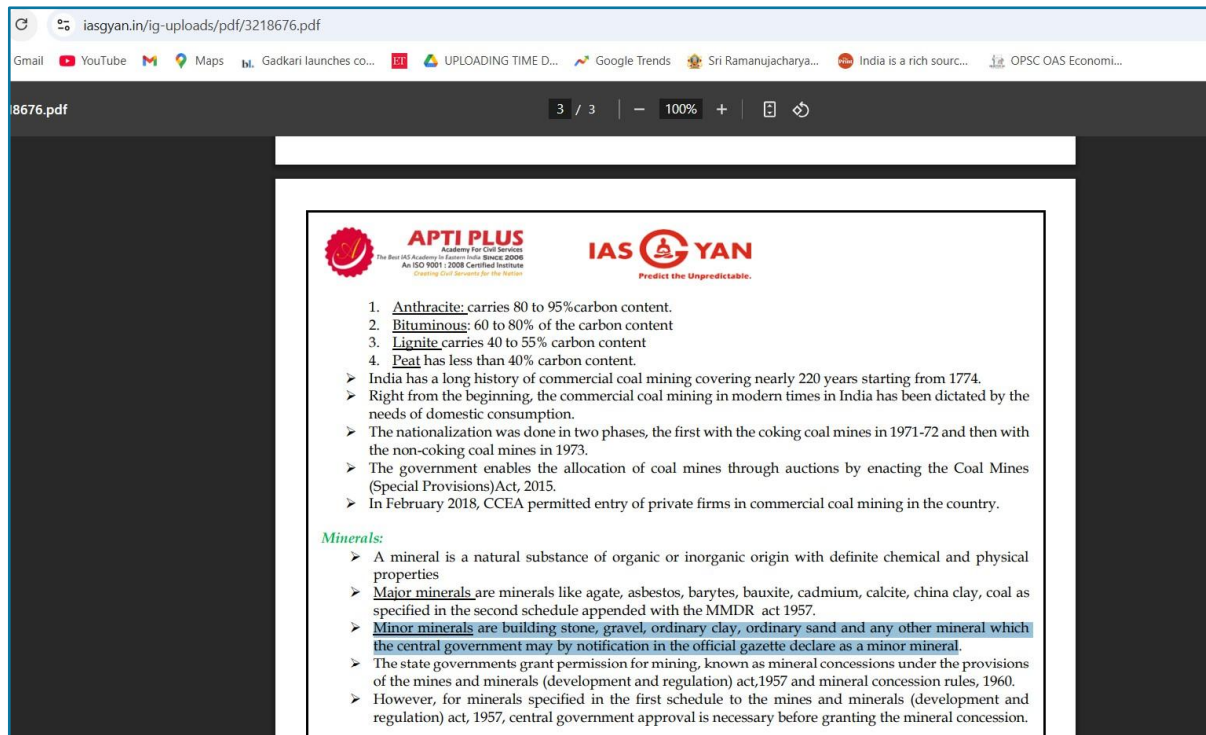 iasgyan.in/ig-uploads/pdf/3218676.pdf
Gmail YouTube Maps bl. Gadkari launches co... ET UPLOADING TIME D... Google Trends Sri Ramanujacharya... India is a rich sourc... OPSC OAS Economi...
8676.pdf 3 / 3 − 100% +
APTI PLUS
Academy For Civil Services
The Best IAS Academy in Eastern India SINCE 2006
An ISO 9001 : 2008 Certified Institute
Creating Civil Servants for the Nation
IAS GYAN
Predict the Unpredictable.
1. Anthracite: carries 80 to 95%carbon content.
2. Bituminous: 60 to 80% of the carbon content
3. Lignite carries 40 to 55% carbon content
4. Peat has less than 40% carbon content.
➢ India has a long history of commercial coal mining covering nearly 220 years starting from 1774.
➢ Right from the beginning, the commercial coal mining in modern times in India has been dictated by the
needs of domestic consumption.
➢ The nationalization was done in two phases, the first with the coking coal mines in 1971-72 and then with
the non-coking coal mines in 1973.
➢ The government enables the allocation of coal mines through auctions by enacting the Coal Mines
(Special Provisions)Act, 2015.
➢ In February 2018, CCEA permitted entry of private firms in commercial coal mining in the country.
Minerals:
➢ A mineral is a natural substance of organic or inorganic origin with definite chemical and physical
properties
➢ Major minerals are minerals like agate, asbestos, barytes, bauxite, cadmium, calcite, china clay, coal as
specified in the second schedule appended with the MMDR act 1957.
➢ Minor minerals are building stone, gravel, ordinary clay, ordinary sand and any other mineral which
the central government may by notification in the official gazette declare as a minor mineral.
➢ The state governments grant permission for mining, known as mineral concessions under the provisions
of the mines and minerals (development and regulation) act,1957 and mineral concession rules, 1960.
➢ However, for minerals specified in the first schedule to the mines and minerals (development and
regulation) act, 1957, central government approval is necessary before granting the mineral concession.